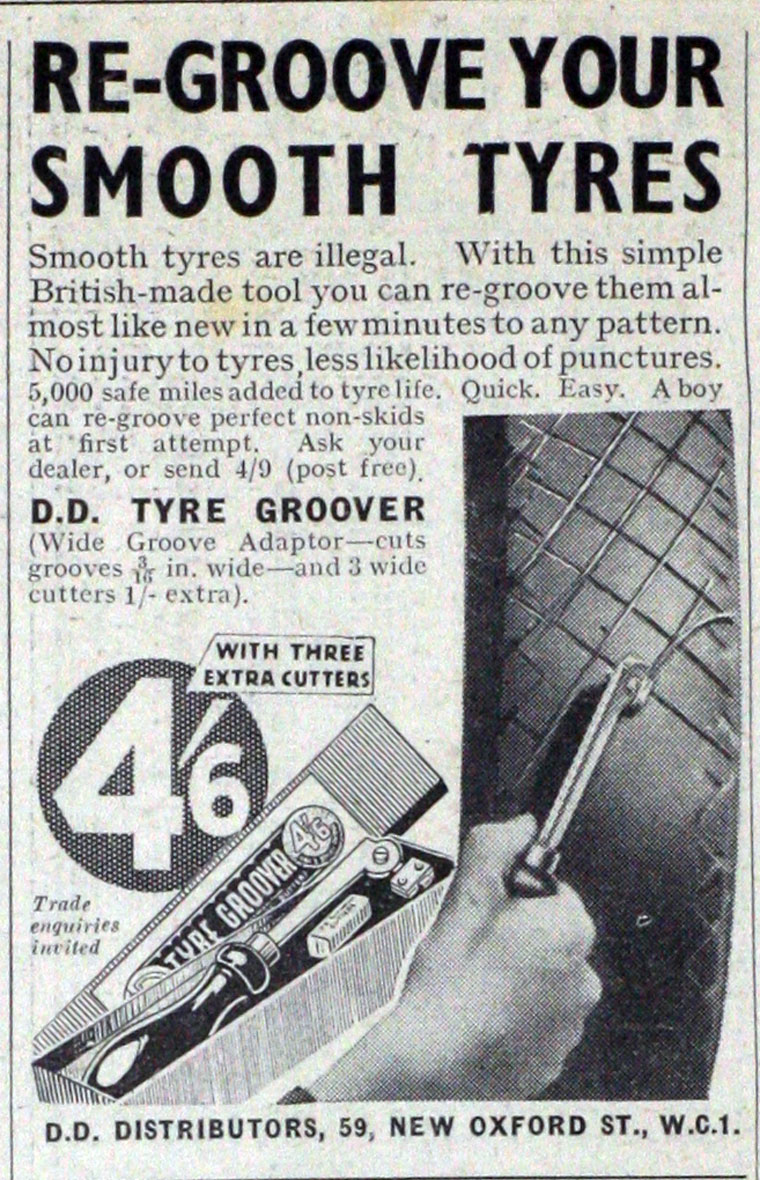 RE-GROOVE YOUR
SMOOTH TYRES
Smooth tyres are illegal. With this simple
British-made tool you can re-groove them al-
most like new in a few minutes to any pattern.
No injury to tyres, less likelihood of punctures.
5,000 safe miles added to tyre life. Quick. Easy. A boy
can re-groove perfect non-skids
at first attempt. Ask your
dealer, or send 4/9 (post free).
D.D. TYRE GROOVER
(Wide Groove Adaptor—cuts
grooves 3/16 in. wide—and 3 wide
cutters 1/- extra).
WITH THREE
EXTRA CUTTERS
4/6
4/6
TYRE GROOVER
Trade
enquiries
invited
D.D. DISTRIBUTORS, 59, NEW OXFORD ST., W.C.1.